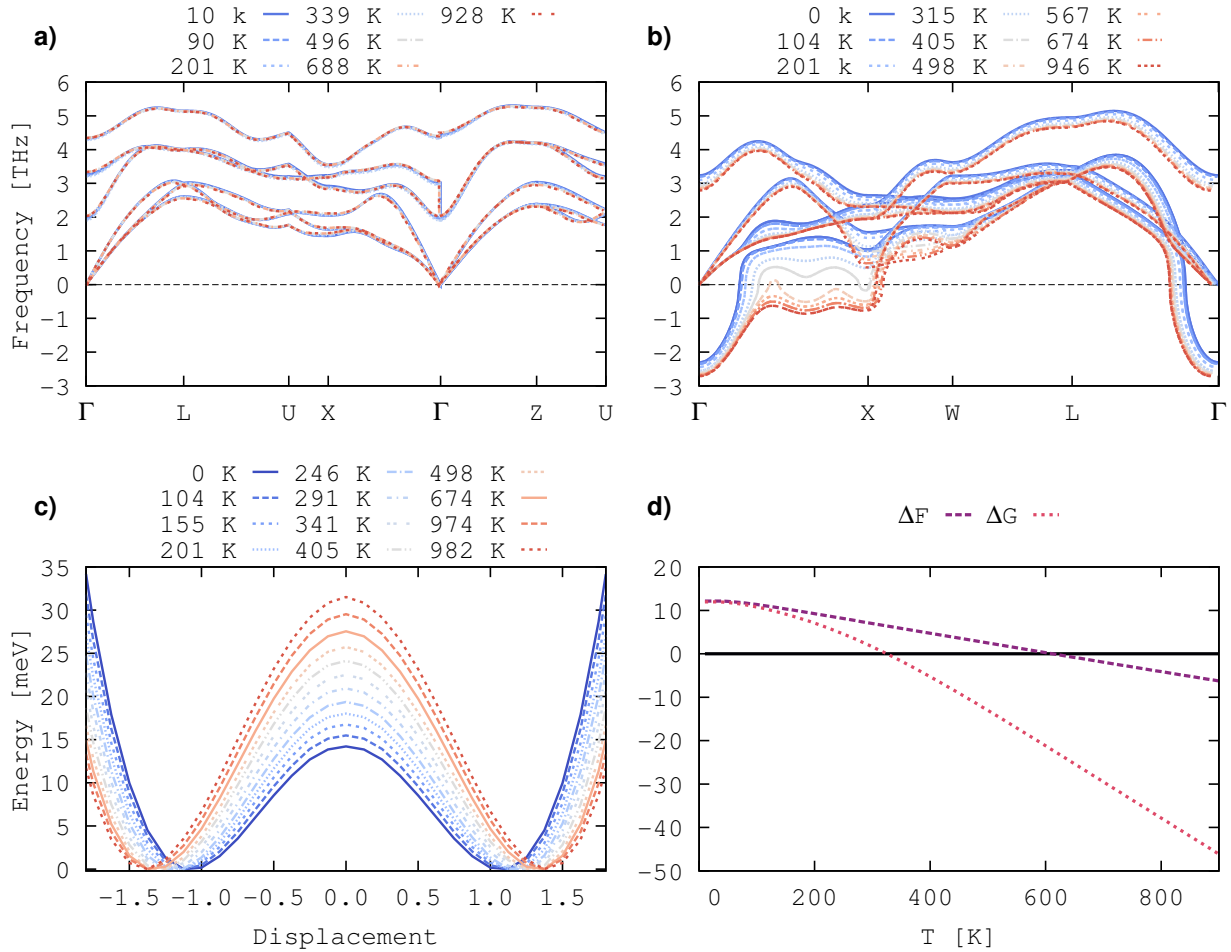 10 k 339 K 928 K
90 K 496 K
201 K 688 K
a)
6
5
4
3
2
1
0
−1
−2
−3
Frequency [THz]
Γ L U X Γ Z U
0 k 315 K 567 K
104 K 405 K 674 K
201 k 498 K 946 K
b)
6
5
4
3
2
1
0
−1
−2
−3
Γ X W L Γ
0 K 246 K 498 K
104 K 291 K 674 K
155 K 341 K 974 K
201 K 405 K 982 K
c)
35
30
25
20
15
10
5
0
Energy [meV]
−1.5 −1.0 −0.5 0.0 0.5 1.0 1.5
Displacement
d)
ΔF ΔG
20
10
0
−10
−20
−30
−40
−50
0 200 400 600 800
T [K]